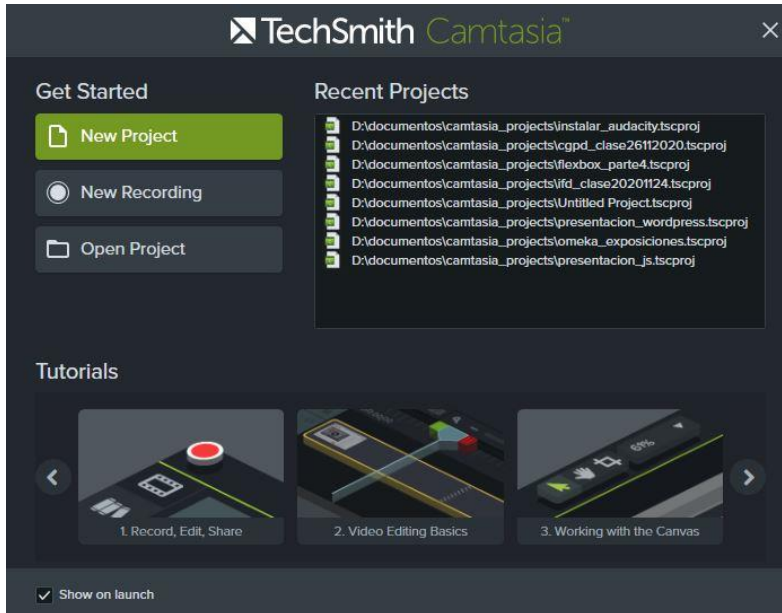 TechSmith Camtasia™
Get Started
New Project
New Recording
Open Project
Recent Projects
D:\documentos\camtasia_projects\instalar_audacity.tscproj
D:\documentos\camtasia_projects\cgpd_clase26112020.tscproj
D:\documentos\camtasia_projects\flexbox_parte4.tscproj
D:\documentos\camtasia_projects\ifd_clase20201124.tscproj
D:\documentos\camtasia_projects\Untitled Project.tscproj
D:\documentos\camtasia_projects\presentacion_wordpress.tscproj
D:\documentos\camtasia_projects\omeka_exposiciones.tscproj
D:\documentos\camtasia_projects\presentacion_js.tscproj
Tutorials
1. Record, Edit, Share
2. Video Editing Basics
61%
3. Working with the Canvas
Show on launch